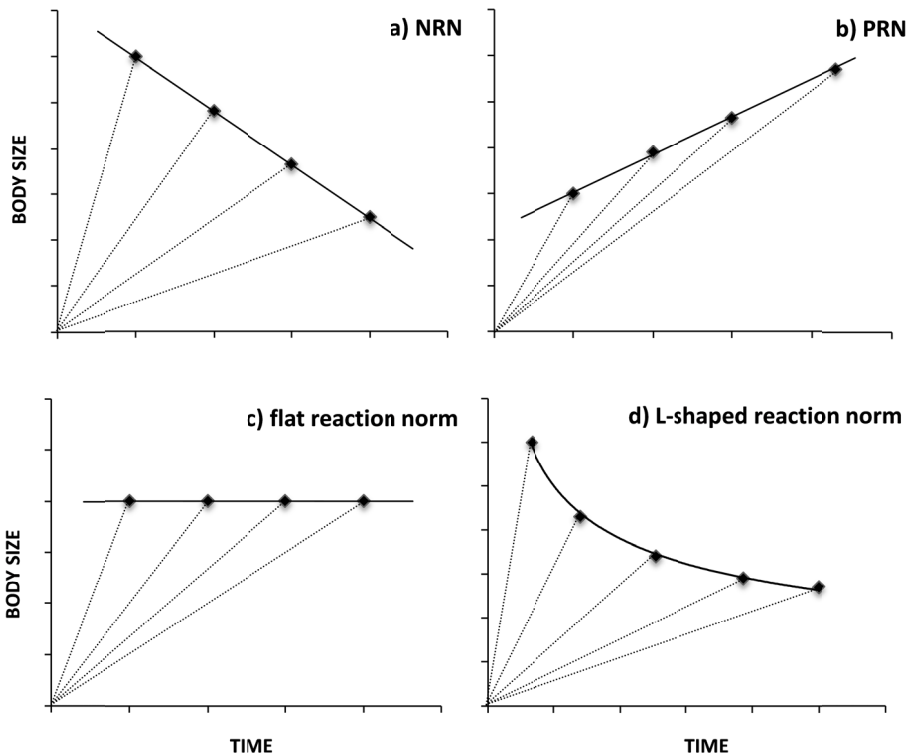 a) NRN
b) PRN
BODY SIZE
c) flat reaction norm
d) L-shaped reaction norm
BODY SIZE
TIME
TIME